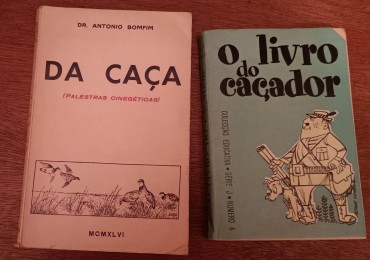 DR. ANTONIO BOMFIM
DA CAÇA
(PALESTRAS CINEGÉTICAS)
MCMXLVI
o livro
do
caçador
COLECÇÃO EDUCATIVA - SÉRIE J - NÚMERO 4